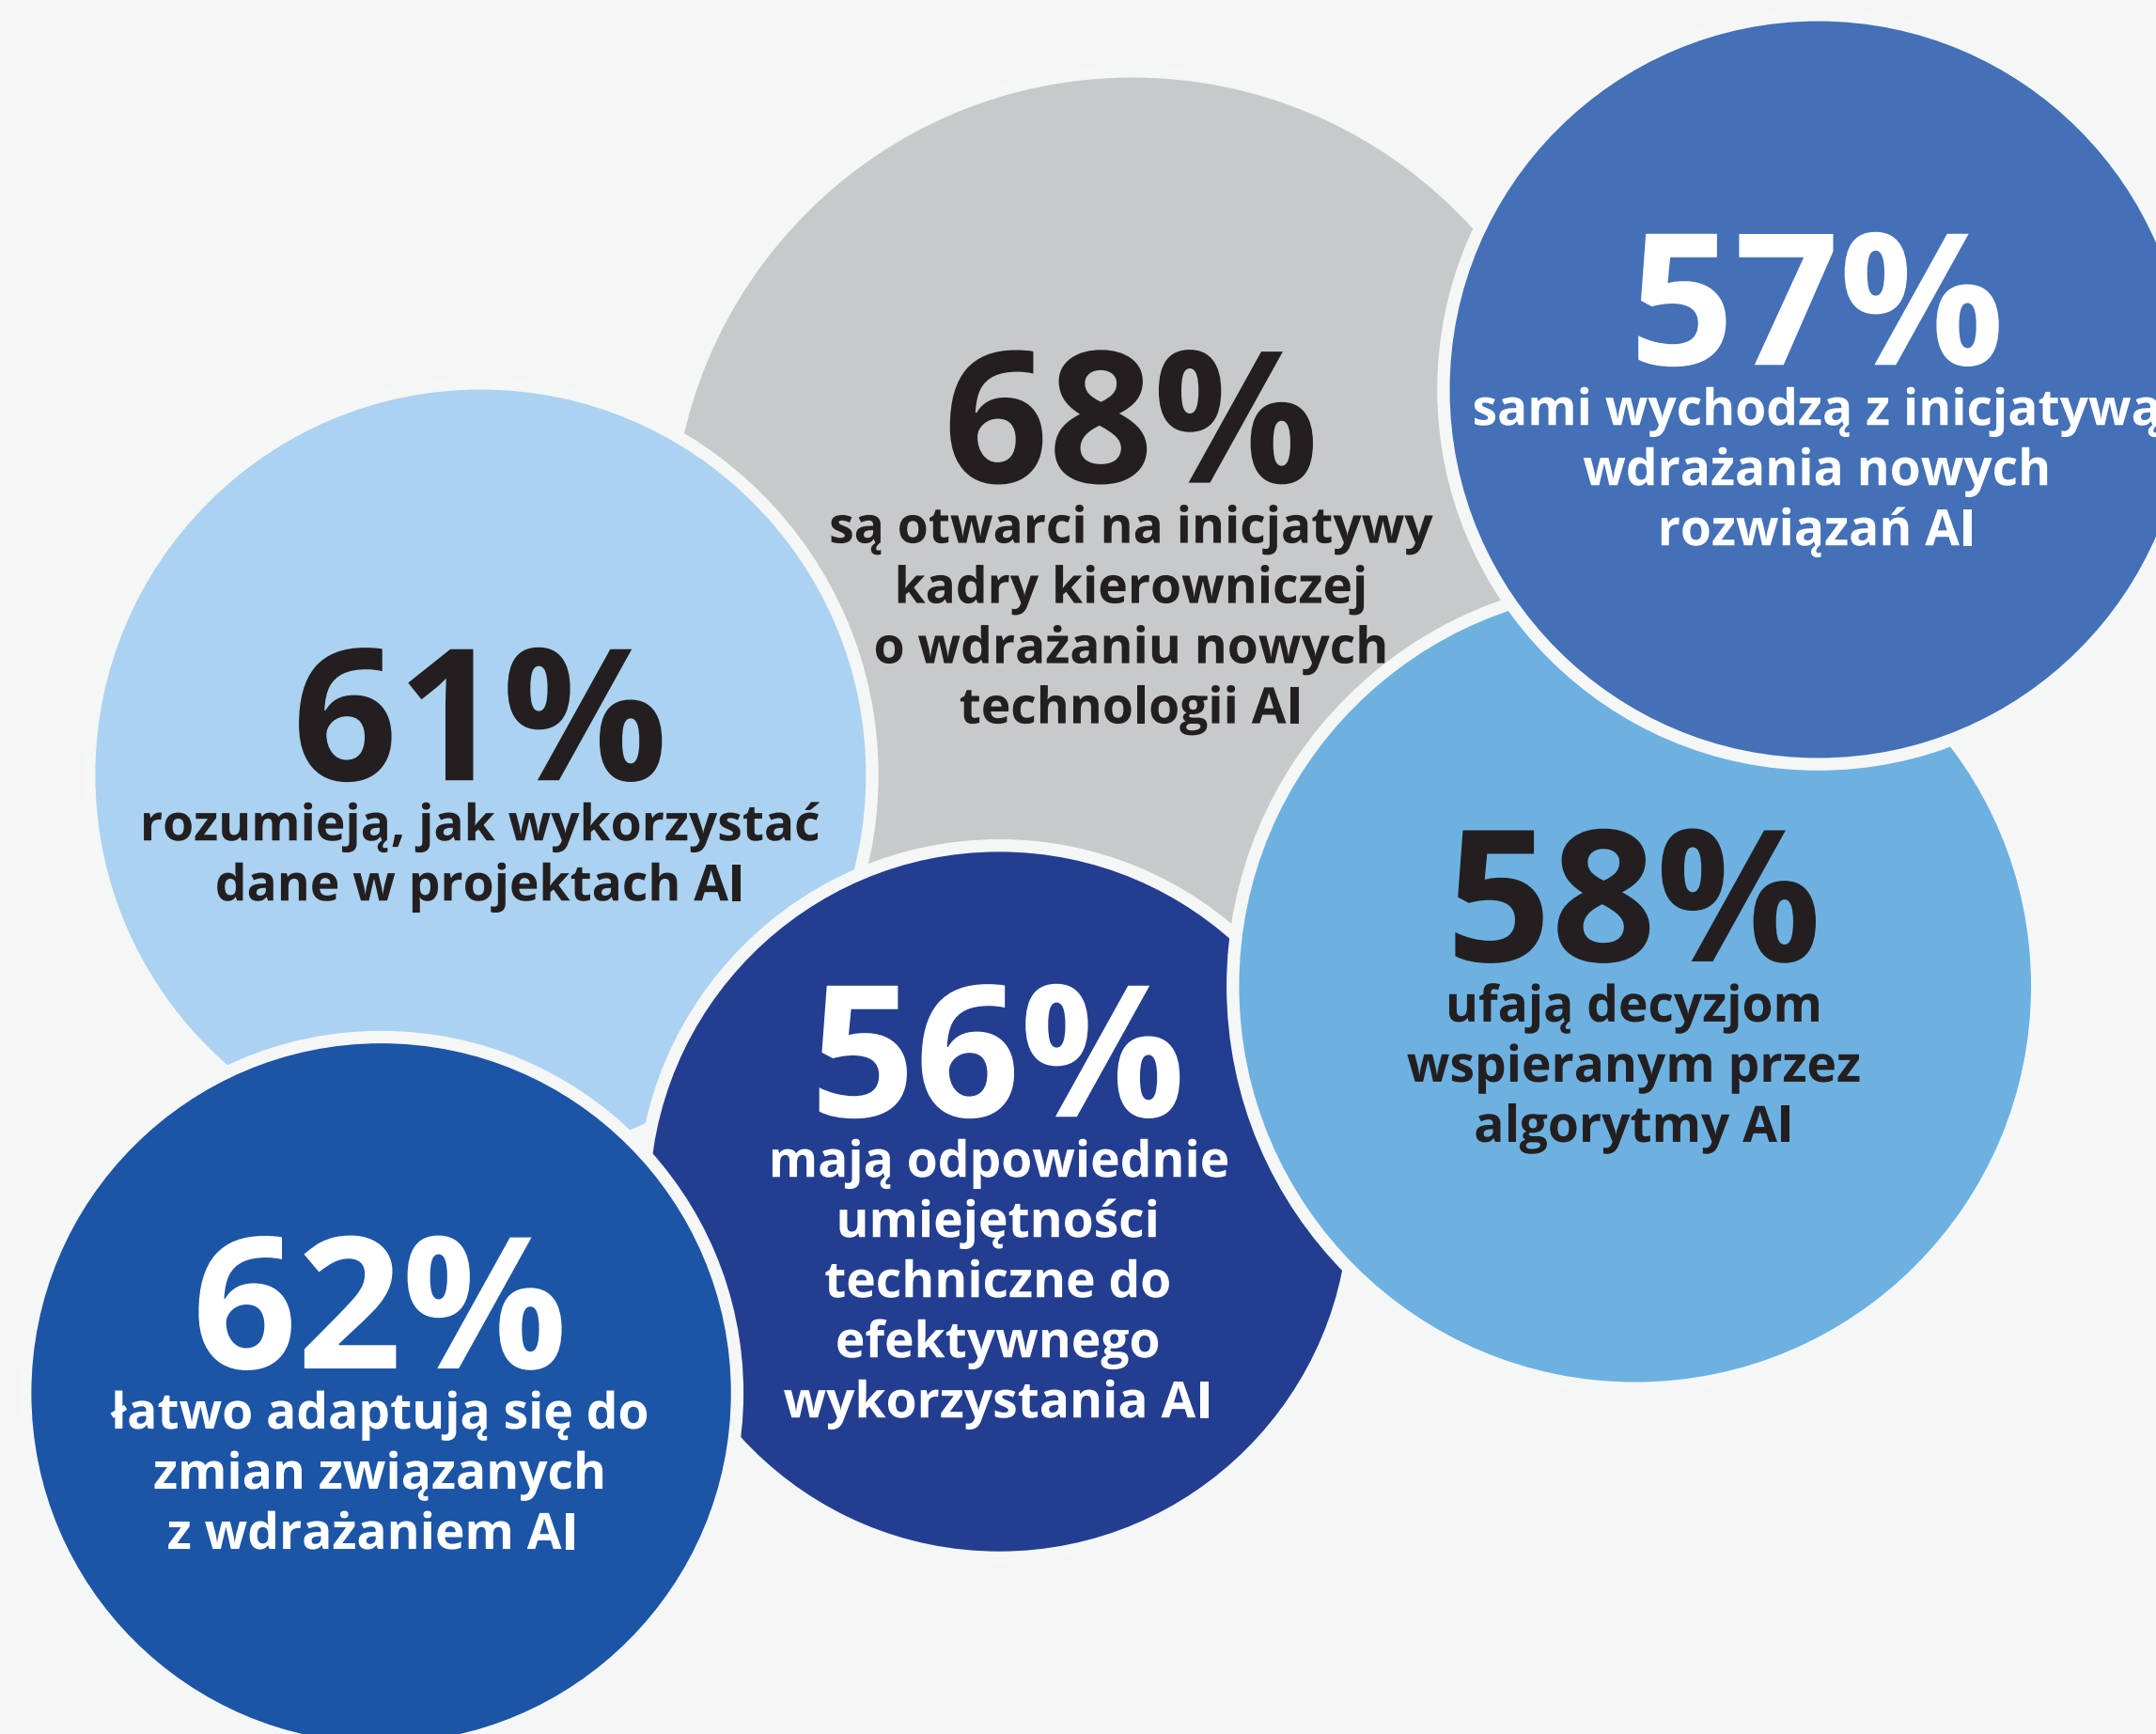 57%
sami wychodzą z inicjatywą
wdrażania nowych
rozwiązań AI
68%
są otwarci na inicjatywy
kadry kierowniczej
o wdrażaniu nowych
technologii AI
61%
rozumieją, jak wykorzystać
dane w projektach AI
58%
ufają decyzjom
wspieranym przez
algorytmy AI
56%
mają odpowiednie
umiejętności
techniczne do
efektywnego
wykorzystania AI
62%
łatwo adaptują się do
zmian związanych
z wdrażaniem AI